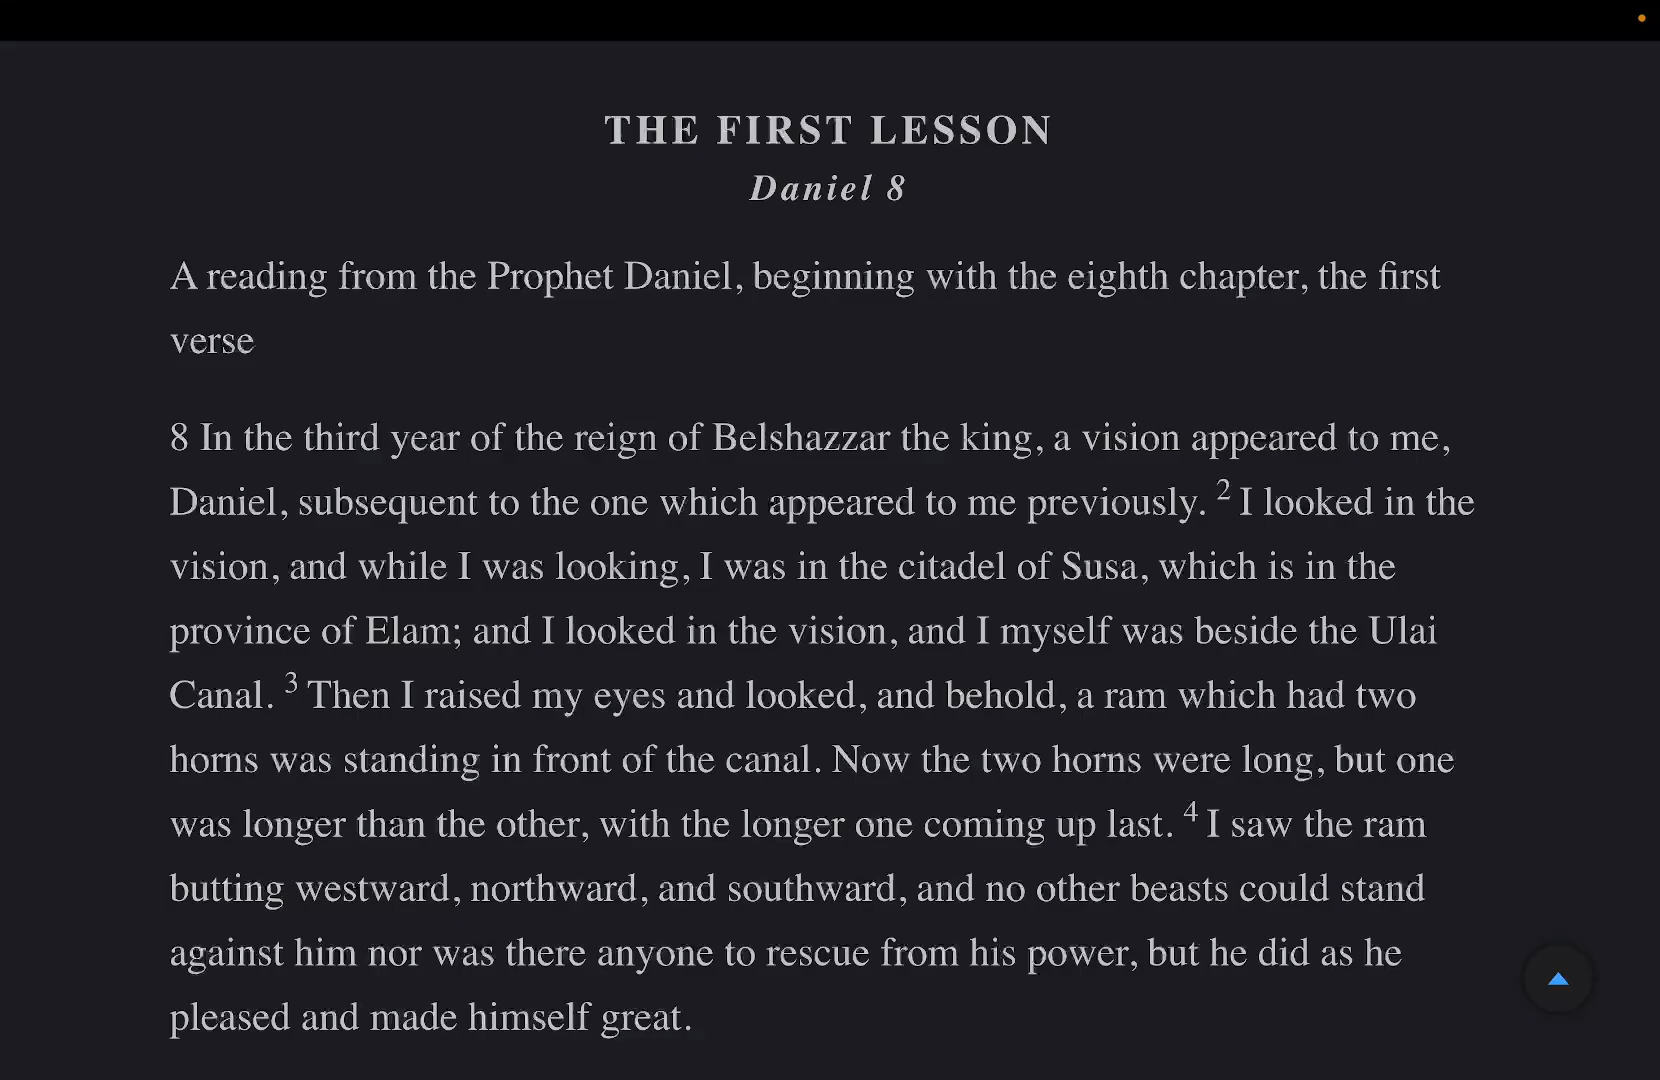 THE FIRST LESSON
Daniel 8
A reading from the Prophet Daniel, beginning with the eighth chapter, the first
verse
8 In the third year of the reign of Belshazzar the king, a vision appeared to me,
Daniel, subsequent to the one which appeared to me previously. 2 I looked in the
vision, and while I was looking, I was in the citadel of Susa, which is in the
province of Elam; and I looked in the vision, and I myself was beside the Ulai
Canal. 3 Then I raised my eyes and looked, and behold, a ram which had two
horns was standing in front of the canal. Now the two horns were long, but one
was longer than the other, with the longer one coming up last. 4 I saw the ram
butting westward, northward, and southward, and no other beasts could stand
against him nor was there anyone to rescue from his power, but he did as he
pleased and made himself great.